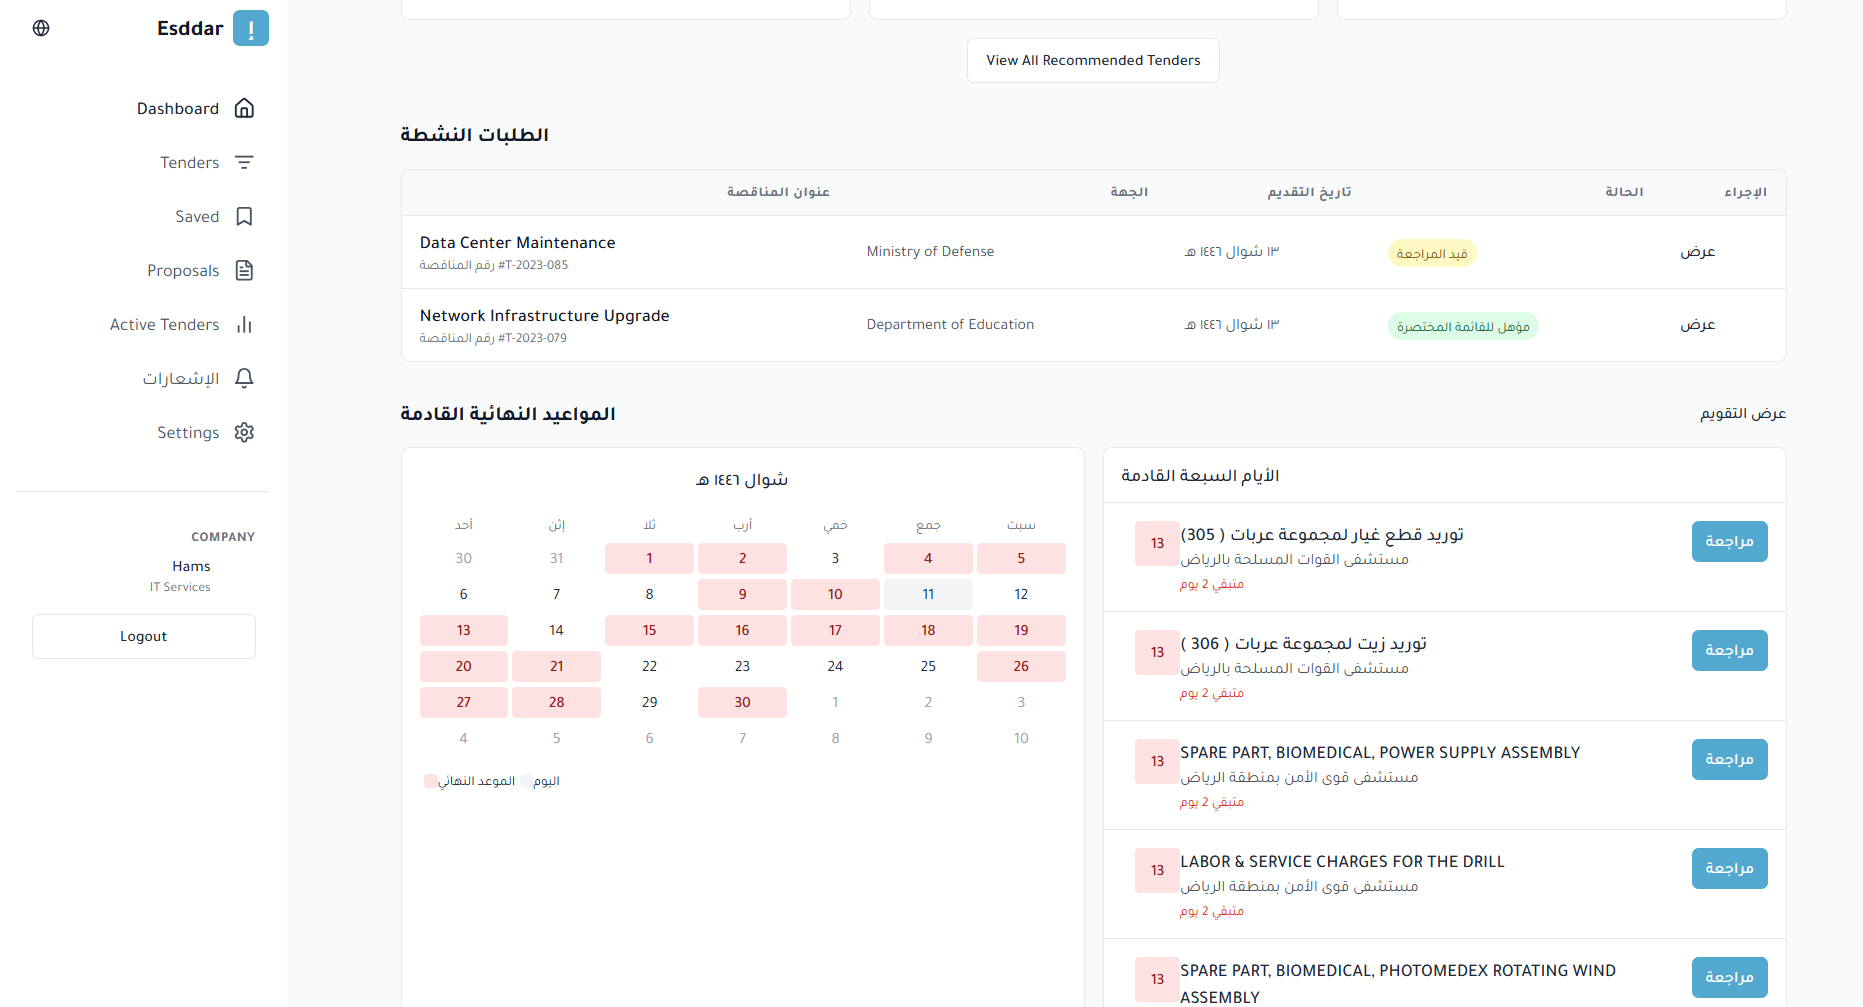 Esddar إ
Dashboard
Tenders
Saved
Proposals
Active Tenders
الإشعارات
Settings
COMPANY
Hams
IT Services
Logout
View All Recommended Tenders
الطلبات النشطة
عنوان المناقصة الجهة تاريخ التقديم الحالة الإجراء
Data Center Maintenance
رقم المناقصة #T-2023-085
Ministry of Defense
١٣ شوال ١٤٤٦ هـ
قيد المراجعة
عرض
Network Infrastructure Upgrade
رقم المناقصة #T-2023-079
Department of Education
١٣ شوال ١٤٤٦ هـ
مؤهل للقائمة المختصرة
عرض
المواعيد النهائية القادمة
عرض التقويم
شوال ١٤٤٦ هـ
أحد إثن ثلا أرب خمي جمع سبت
30 31 1 2 3 4 5
6 7 8 9 10 11 12
13 14 15 16 17 18 19
20 21 22 23 24 25 26
27 28 29 30 1 2 3
4 5 6 7 8 9 10
الموعد النهائي اليوم
الأيام السبعة القادمة
13
توريد قطع غيار لمجموعة عربات ( 305)
مستشفى القوات المسلحة بالرياض
متبقي 2 يوم
مراجعة
13
توريد زيت لمجموعة عربات ( 306 )
مستشفى القوات المسلحة بالرياض
متبقي 2 يوم
مراجعة
13
SPARE PART, BIOMEDICAL, POWER SUPPLY ASSEMBLY
مستشفى قوى الأمن بمنطقة الرياض
متبقي 2 يوم
مراجعة
13
LABOR & SERVICE CHARGES FOR THE DRILL
مستشفى قوى الأمن بمنطقة الرياض
متبقي 2 يوم
مراجعة
13
SPARE PART, BIOMEDICAL, PHOTOMEDEX ROTATING WIND
ASSEMBLY
مراجعة